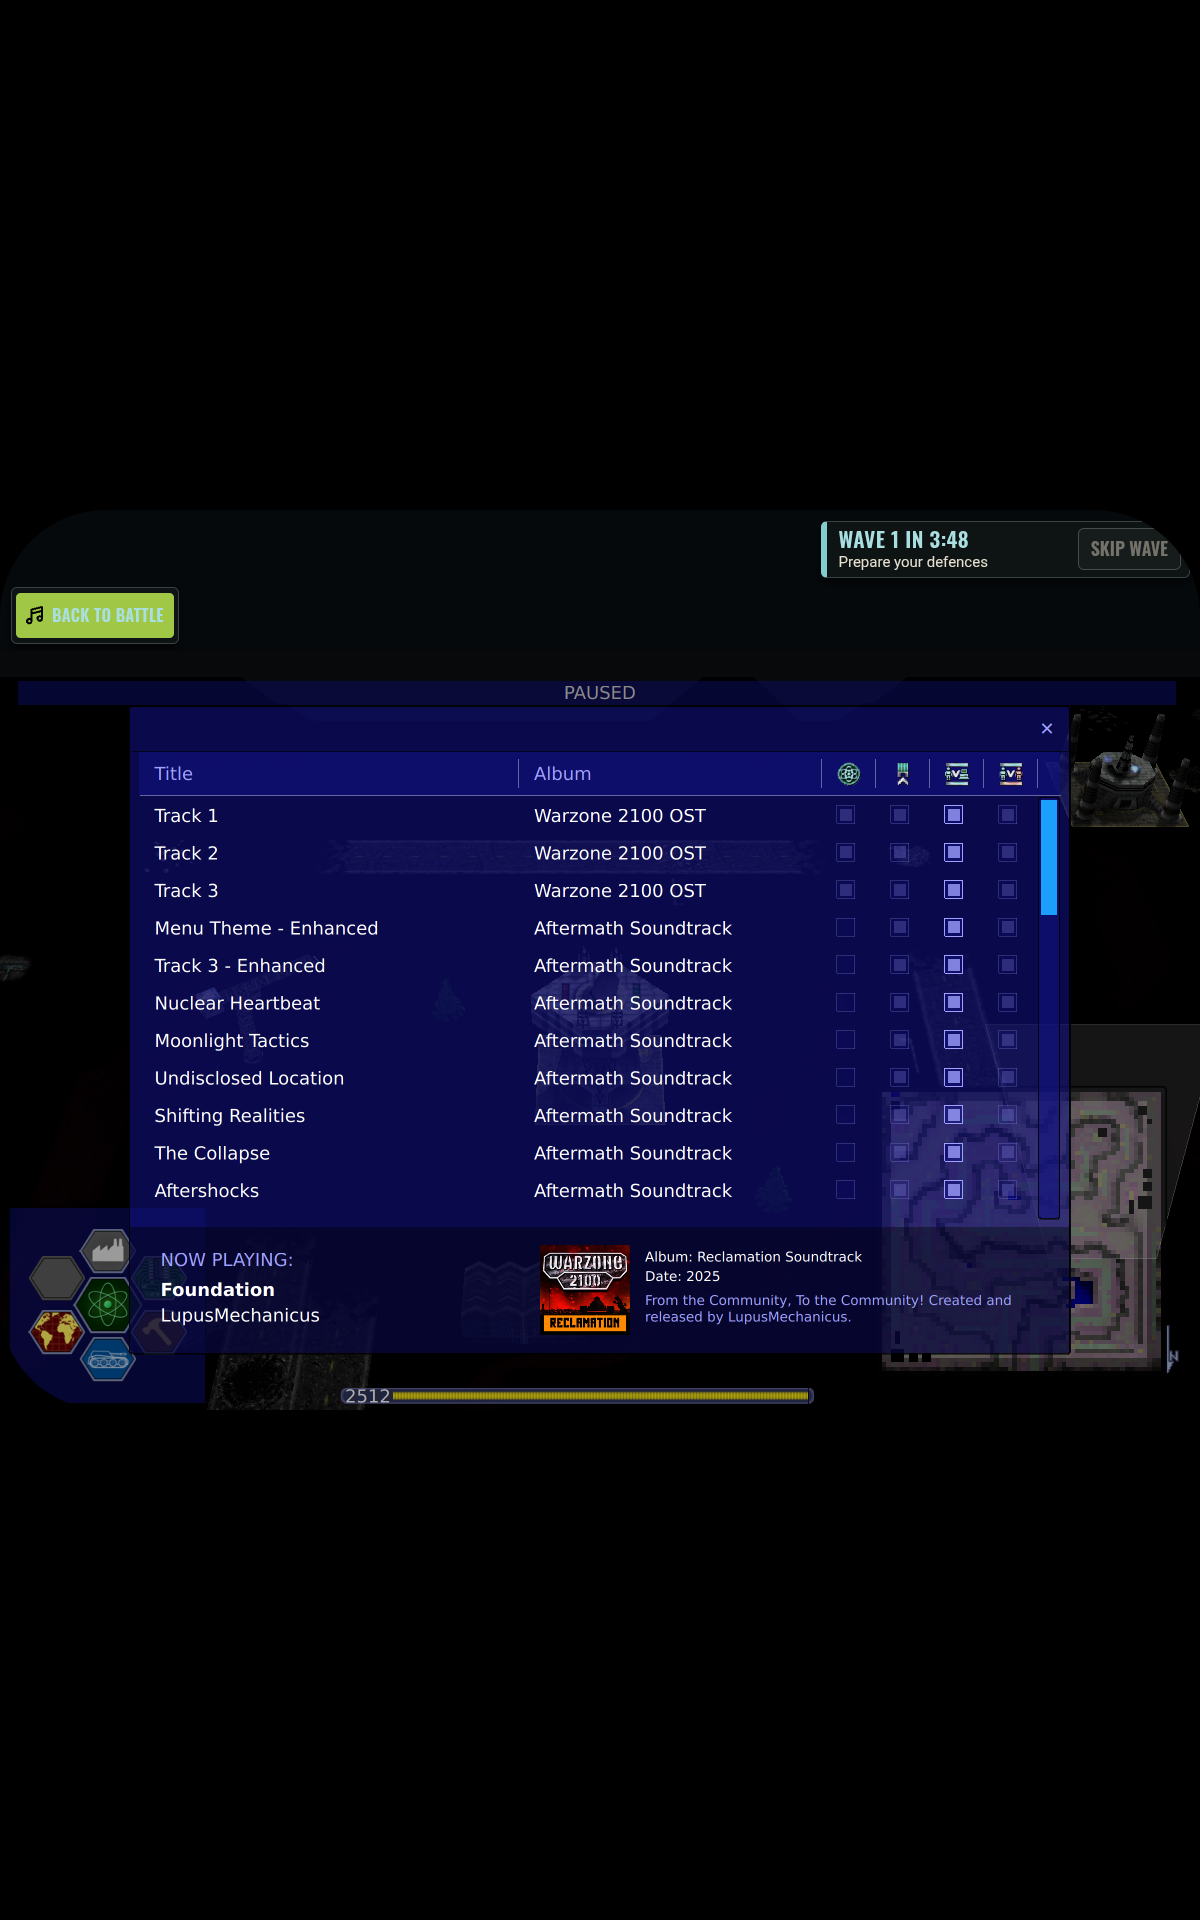 WAVE 1 IN 3:48
Prepare your defences
SKIP WAVE
BACK TO BATTLE
PAUSED
×
Title Album
Track 1 Warzone 2100 OST
Track 2 Warzone 2100 OST
Track 3 Warzone 2100 OST
Menu Theme - Enhanced Aftermath Soundtrack
Track 3 - Enhanced Aftermath Soundtrack
Nuclear Heartbeat Aftermath Soundtrack
Moonlight Tactics Aftermath Soundtrack
Undisclosed Location Aftermath Soundtrack
Shifting Realities Aftermath Soundtrack
The Collapse Aftermath Soundtrack
Aftershocks Aftermath Soundtrack
NOW PLAYING:
Foundation
LupusMechanicus
WARZONE
2100
RECLAMATION
Album: Reclamation Soundtrack
Date: 2025
From the Community, To the Community! Created and
released by LupusMechanicus.
N
2512